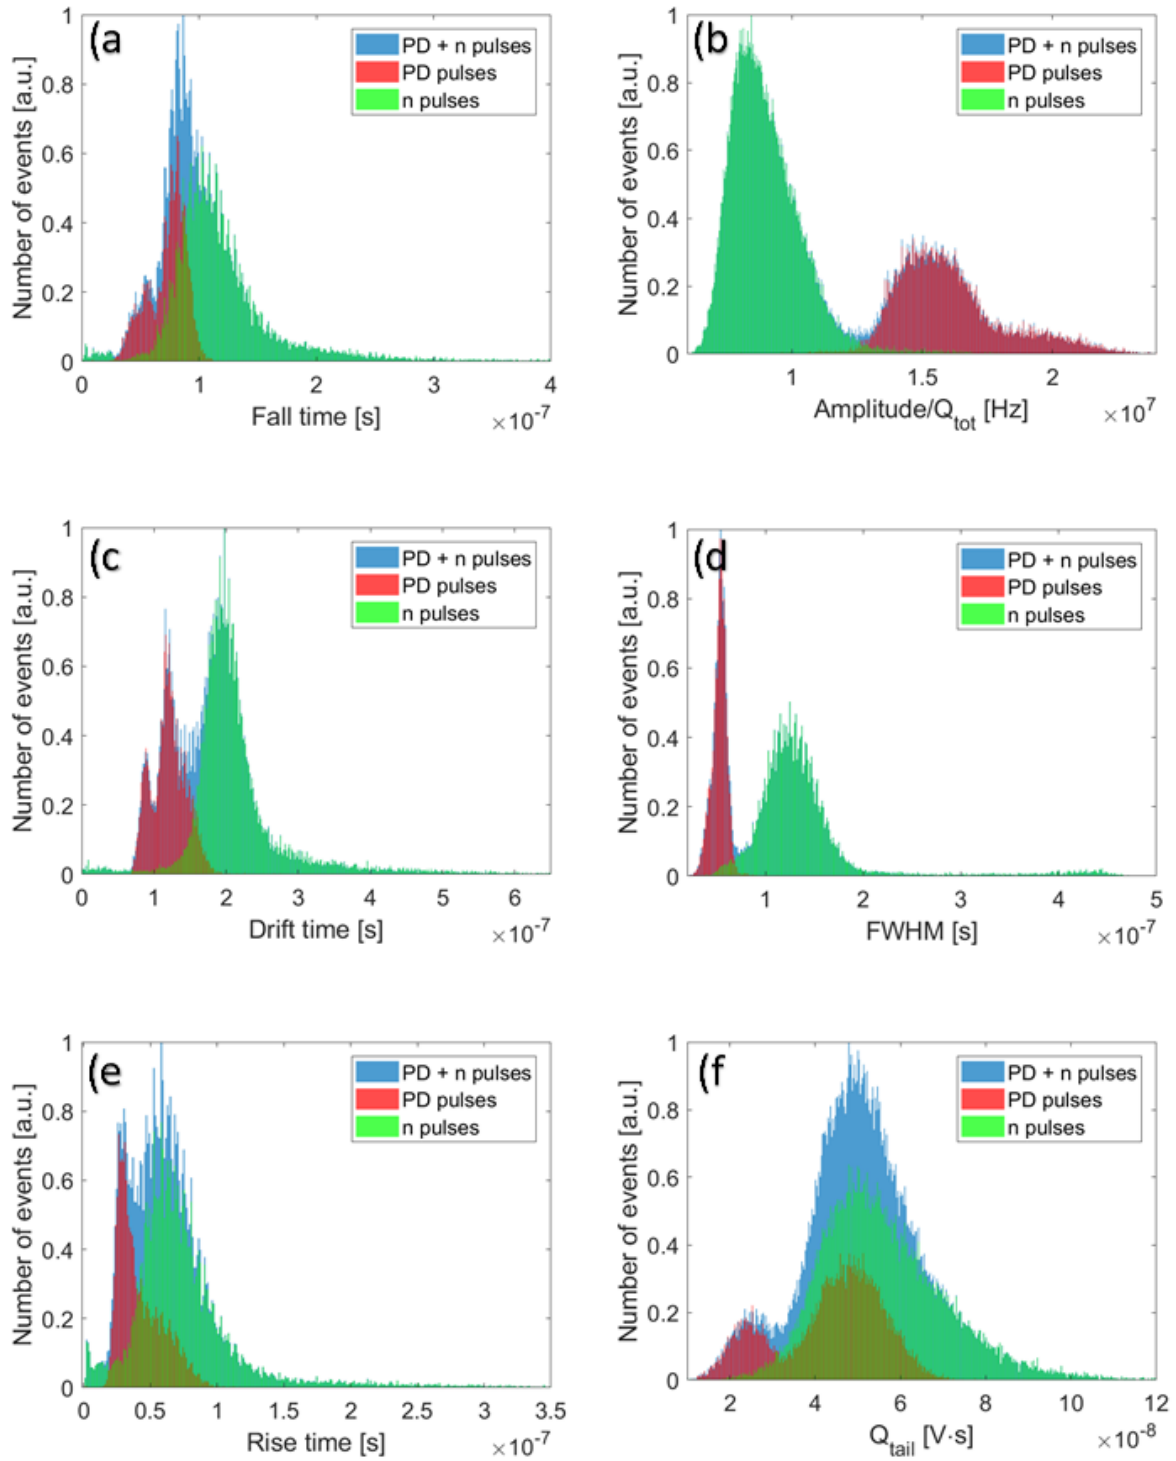 (a
PD + n pulses
PD pulses
n pulses
Number of events [a.u.]
1
0.8
0.6
0.4
0.2
0
0 1 2 3 4
Fall time [s]
×10⁻⁷
(b
PD + n pulses
PD pulses
n pulses
Number of events [a.u.]
1
0.8
0.6
0.4
0.2
0
1 1.5 2
Amplitude/Q_tot [Hz]
×10⁷
(c
PD + n pulses
PD pulses
n pulses
Number of events [a.u.]
1
0.8
0.6
0.4
0.2
0
0 1 2 3 4 5 6
Drift time [s]
×10⁻⁷
(d
PD + n pulses
PD pulses
n pulses
Number of events [a.u.]
1
0.8
0.6
0.4
0.2
0
1 2 3 4 5
FWHM [s]
×10⁻⁷
(e
PD + n pulses
PD pulses
n pulses
Number of events [a.u.]
1
0.8
0.6
0.4
0.2
0
0 0.5 1 1.5 2 2.5 3 3.5
Rise time [s]
×10⁻⁷
(f
PD + n pulses
PD pulses
n pulses
Number of events [a.u.]
1
0.8
0.6
0.4
0.2
0
2 4 6 8 10 12
Q_tail [V·s]
×10⁻⁸